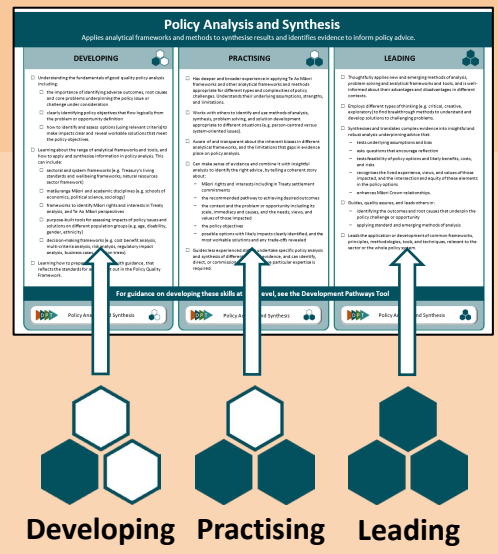 Policy Analysis and Synthesis
Applies analytical frameworks and methods to synthesise results and identifies evidence to inform policy advice.
DEVELOPING
Understanding the fundamentals of good quality policy analysis
including:
the importance of identifying adverse outcomes, root causes
and core problems underpinning the policy issue or
challenge under consideration
clearly identifying policy objectives that flow logically from
the problem or opportunity definition
how to identify and assess options (using relevant criteria) to
make impacts clear and reveal workable solutions that meet
the policy objectives.
Learning about the range of analytical frameworks and tools, and
how to apply and synthesise information in policy analysis. This
can include:
sectoral and system frameworks (e.g. Treasury's living
standards and wellbeing frameworks, natural resources
sector framework)
mātauranga Māori and academic disciplines (e.g. schools of
economics, political science, sociology)
frameworks to identify Māori rights and interests in Treaty
analysis, and Te Ao Māori perspectives
purpose-built tools for assessing impacts of policy issues and
solutions on different population groups (e.g. age, disability,
gender, ethnicity)
decision-making frameworks (e.g. cost benefit analysis,
multi-criteria analysis, risk analysis, regulatory impact
analysis, business cases, trees)
Learning how to prepare guidance, that
reflects the standards for out in the Policy Quality
Framework.
PRACTISING
Has deeper and broader experience in applying Te Ao Māori
frameworks and other analytical frameworks and methods
appropriate for different types and complexities of policy
challenges. Understands their underlying assumptions, strengths,
and limitations.
Works with others to identify and use methods of analysis,
synthesis, problem solving, and solution development
appropriate to different situations (e.g. person-centred versus
system-oriented issues).
Aware of and transparent about the inherent biases in different
analytical frameworks, and the limitations that gaps in evidence
place on policy analysis.
Can make sense of evidence and combine it with insightful
analysis to identify the right advice, by telling a coherent story
about:
– Māori rights and interests including in Treaty settlement
commitments
– the recommended pathway to achieving desired outcomes
– the context and the problem or opportunity including its
scale, immediacy and causes, and the needs, views, and
values of those impacted
– the policy objectives
– possible options with likely impacts clearly identified, and the
most workable solutions and any trade-offs revealed
Guides less experienced undertake specific policy analysis
and synthesis of different evidence, and can identify,
direct, or commission particular expertise is
required.
LEADING
Thoughtfully applies new and emerging methods of analysis,
problem solving and analytical frameworks and tools, and is well-
informed about their advantages and disadvantages in different
contexts.
Employs different types of thinking (e.g. critical, creative,
exploratory) to find breakthrough methods to understand and
develop solutions to challenging problems.
Synthesises and translates complex evidence into insightful and
robust analysis underpinning advice that:
– tests underlying assumptions and bias
– asks questions that encourage reflection
– tests feasibility of policy options and likely benefits, costs,
and risks
– recognises the lived experience, views, and values of those
impacted, and the intersection and equity of these elements
in the policy options
– enhances Māori Crown relationships.
Guides, quality assures, and leads others in:
– identifying the outcomes and root causes that underpin the
policy challenge or opportunity
– applying standard and emerging methods of analysis
Leads the application or development of common frameworks,
principles, methodologies, tools, and techniques, relevant to the
sector or the whole policy system.
For guidance on developing these skills at level, see the Development Pathways Tool
DPT Policy and Synthesis
DPT Policy and Synthesis
DPT Policy and Synthesis
Developing Practising Leading